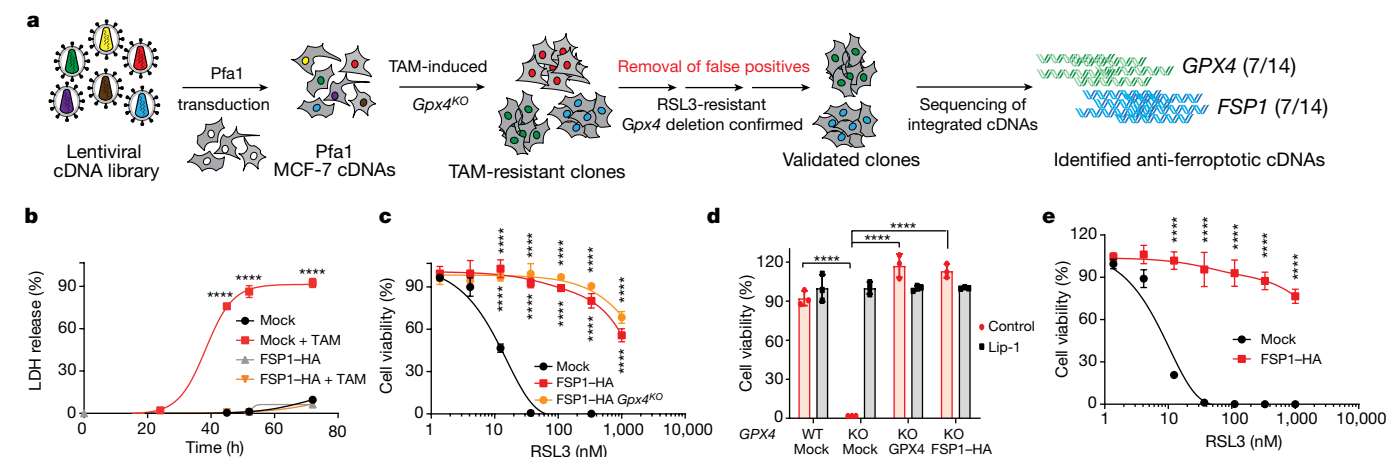 a
Lentiviral
cDNA library
Pfa1
transduction
Pfa1
MCF-7 cDNAs
TAM-induced
Gpx4KO
TAM-resistant clones
Removal of false positives
RSL3-resistant
Gpx4 deletion confirmed
Validated clones
Sequencing of
integrated cDNAs
GPX4 (7/14)
FSP1 (7/14)
Identified anti-ferroptotic cDNAs
b
LDH release (%)
90
60
30
0
0 20 40 60 80
Time (h)
**** **** ****
Mock
Mock + TAM
FSP1–HA
FSP1–HA + TAM
c
Cell viability (%)
90
60
30
0
1 10 100 1,000 10,000
RSL3 (nM)
**** **** **** **** ****
**** **** **** **** ****
Mock
FSP1–HA
FSP1–HA Gpx4KO
d
Cell viability (%)
120
90
60
30
0
****
****
****
Control
Lip-1
GPX4 WT KO KO KO
Mock Mock GPX4 FSP1–HA
e
Cell viability (%)
120
90
60
30
0
1 10 100 1,000 10,000
RSL3 (nM)
**** **** **** **** ****
Mock
FSP1–HA